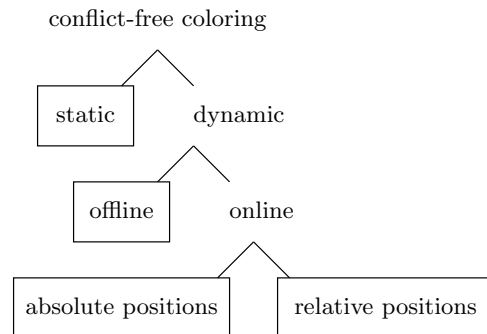 conflict-free coloring
static
dynamic
offline
online
absolute positions
relative positions